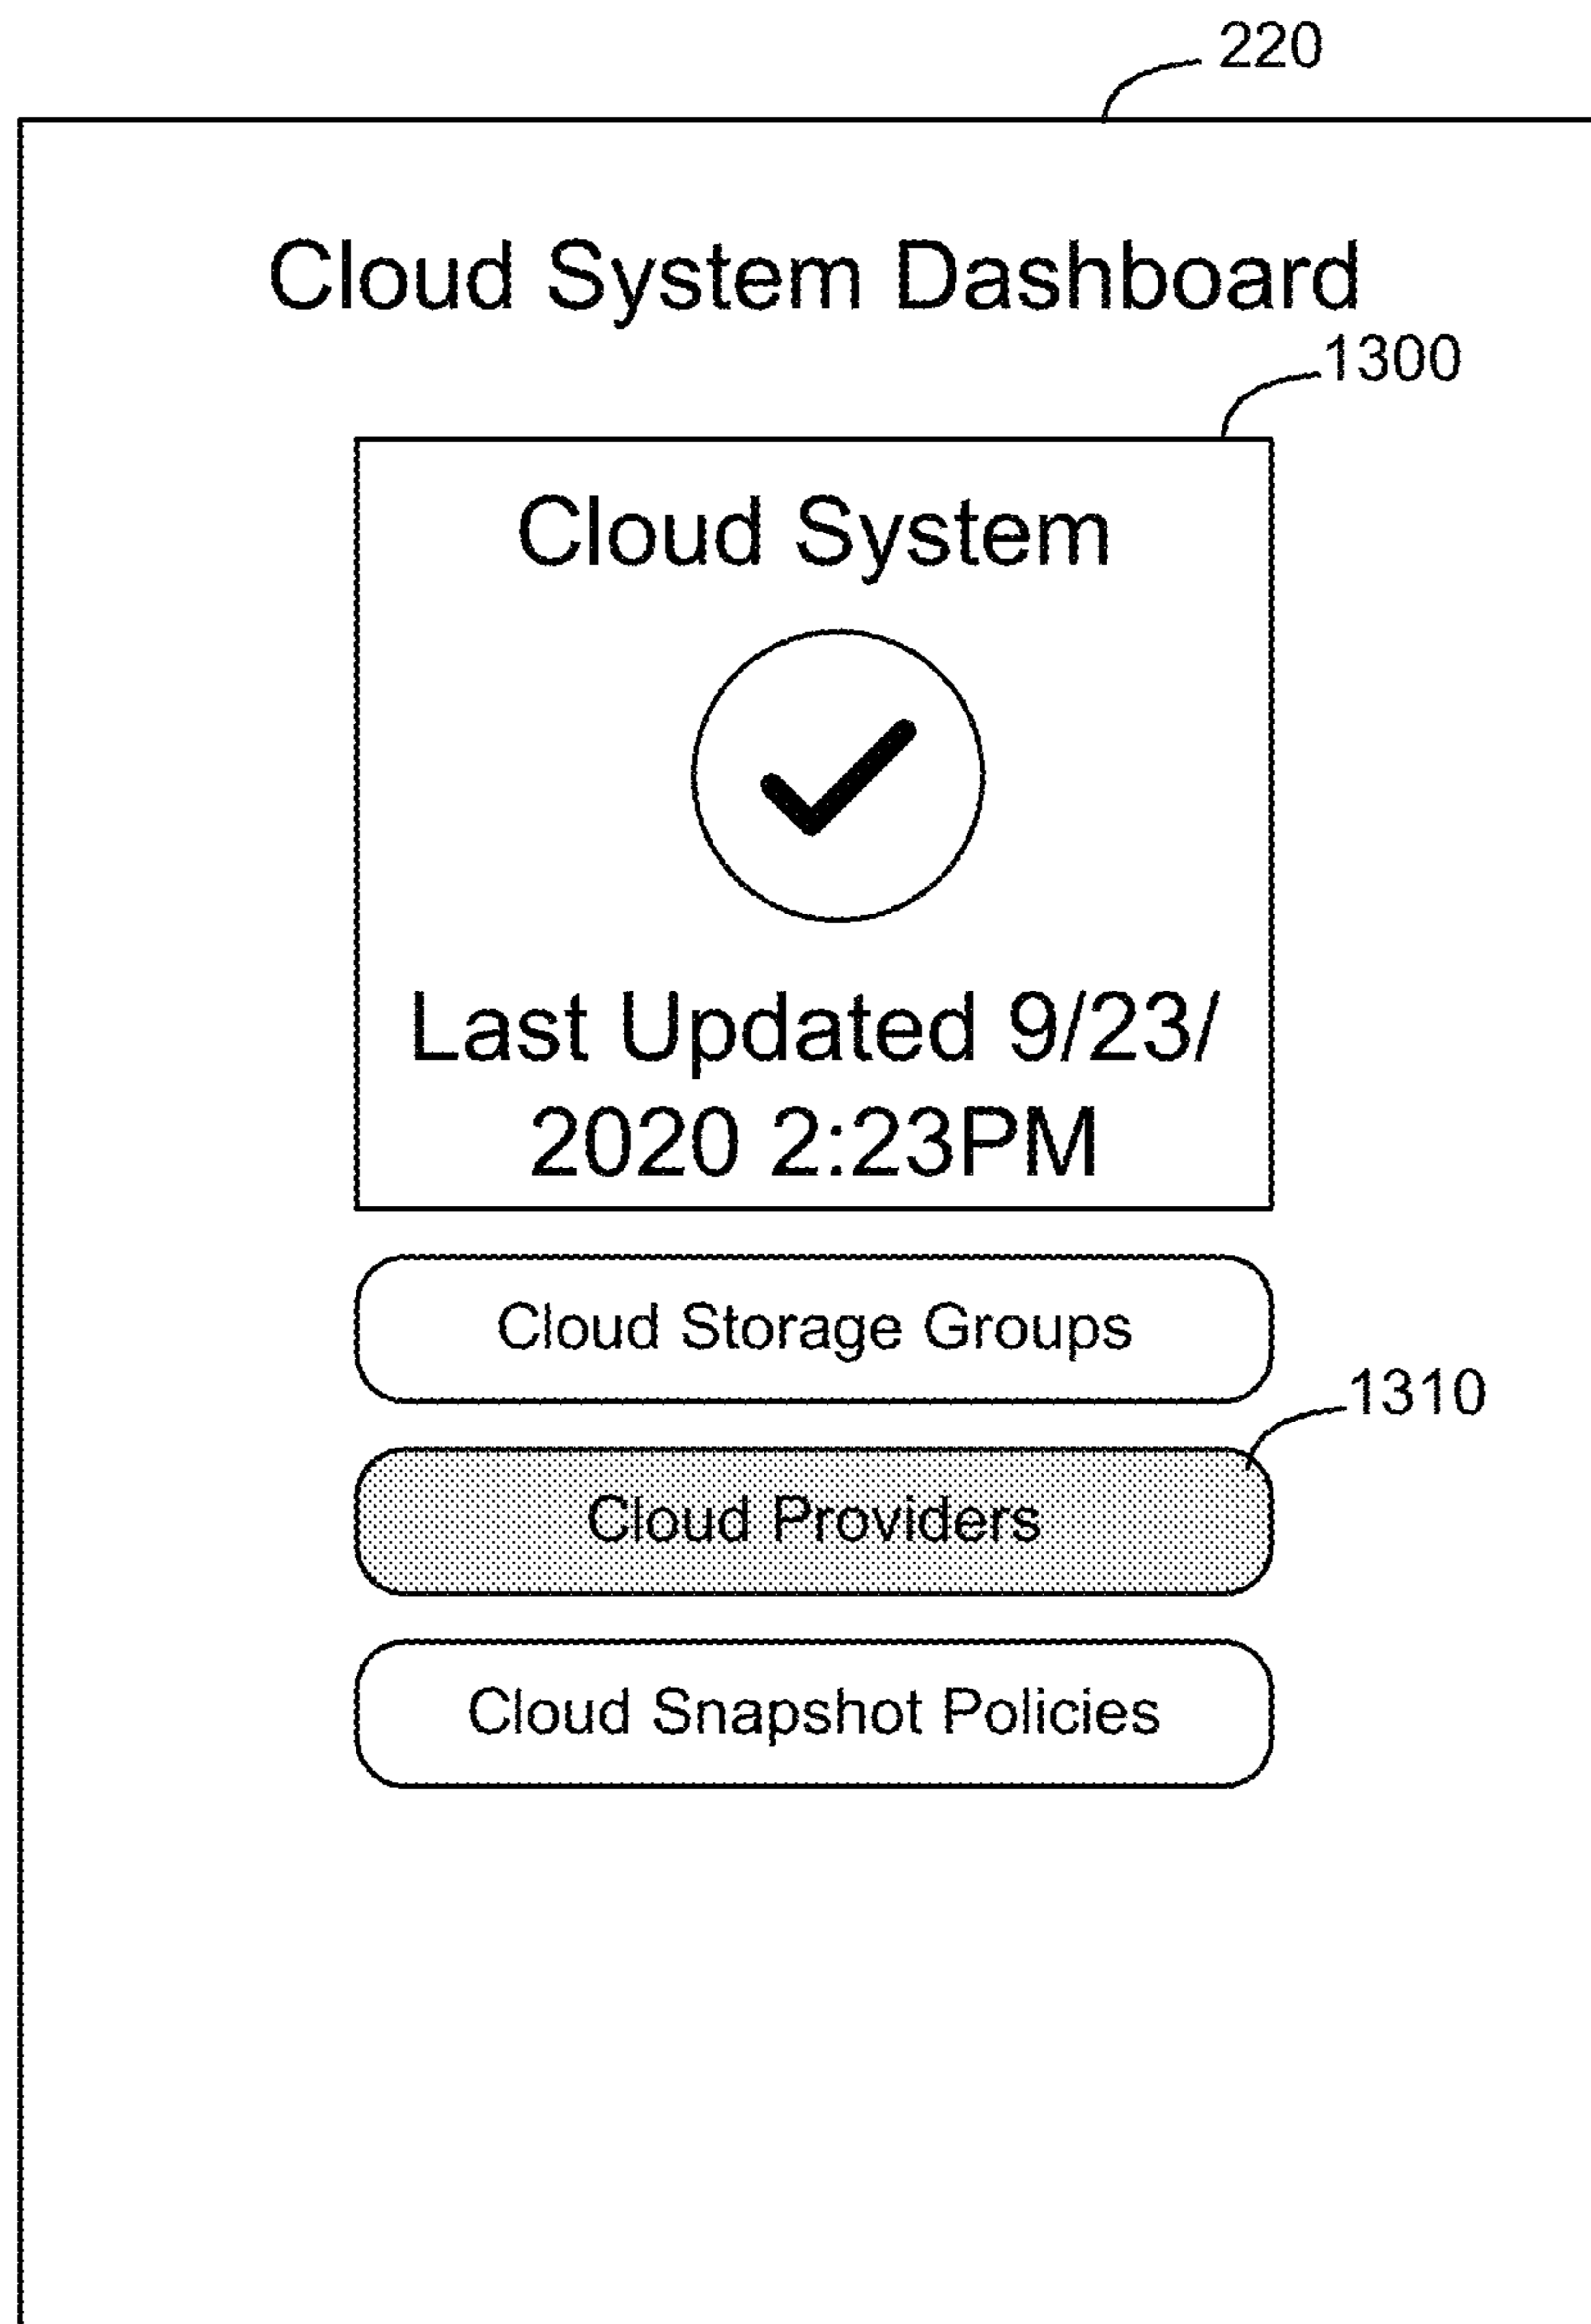 220
Cloud System Dashboard
1300
Cloud System
Last Updated 9/23/
2020 2:23PM
Cloud Storage Groups
1310
Cloud Providers
Cloud Snapshot Policies